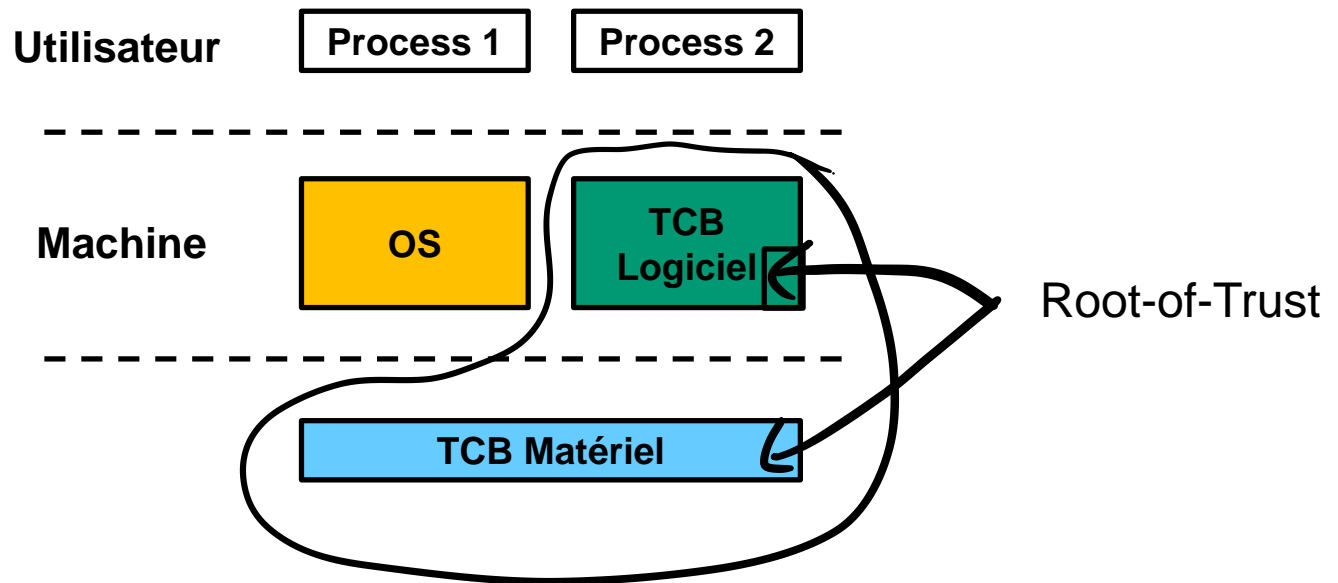 Utilisateur
Process 1
Process 2
Machine
OS
TCB
Logiciel
Root-of-Trust
TCB Matériel